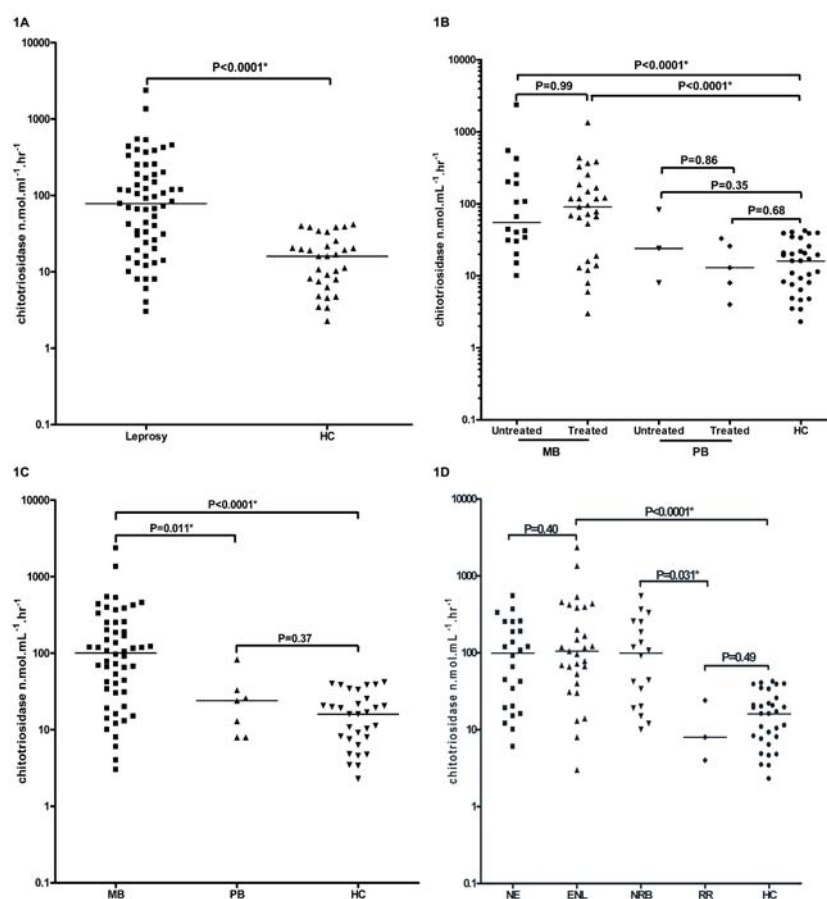 1A
10000
1000
100
10
1
0.1
chitotriosidase n.mol.ml⁻¹.hr⁻¹
P<0.0001*
Leprosy HC
1B
10000
1000
100
10
1
0.1
chitotriosidase n.mol.mL⁻¹.hr⁻¹
P<0.0001*
P=0.99
P<0.0001*
P=0.86
P=0.35
P=0.68
Untreated Treated Untreated Treated HC
MB PB
1C
10000
1000
100
10
1
0.1
chitotriosidase n.mol.mL⁻¹.hr⁻¹
P<0.0001*
P=0.011*
P=0.37
MB PB HC
1D
10000
1000
100
10
1
0.1
chitotriosidase n.mol.mL⁻¹.hr⁻¹
P<0.0001*
P=0.40
P=0.031*
P=0.49
NE ENL NRB RR HC